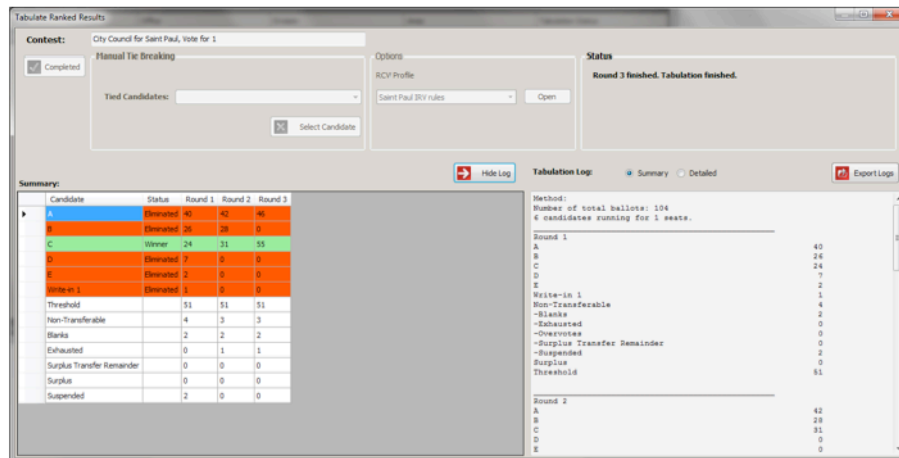 Tabulate Ranked Results
Contest: City Council for Saint Paul, Vote for 1
Completed
Manual Tie Breaking
Tied Candidates:
Select Candidate
Options
RCV Profile
Saint Paul IRV rules Open
Status
Round 3 finished. Tabulation finished.
Hide Log
Tabulation Log: Summary Detailed Export Logs
Summary:
Candidate Status Round 1 Round 2 Round 3
A Eliminated 40 42 46
B Eliminated 26 28 0
C Winner 24 31 55
D Eliminated 7 0 0
E Eliminated 2 0 0
Write-in 1 Eliminated 1 0 0
Threshold 51 51 51
Non-Transferable 4 3 3
Blanks 2 2 2
Exhausted 0 1 1
Surplus Transfer Remainder 0 0 0
Surplus 0 0 0
Suspended 2 0 0
Method:
Number of total ballots: 104
6 candidates running for 1 seats.
Round 1
A 40
B 26
C 24
D 7
E 2
Write-in 1 1
Non-Transferable 4
-Blanks 2
-Exhausted 0
-Overvotes 0
-Surplus Transfer Remainder 0
-Suspended 2
Surplus 0
Threshold 51
Round 2
A 42
B 28
C 31
D 0
E 0